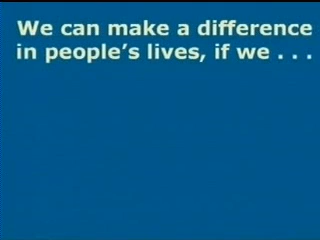 We can make a difference
in people's lives, if we . . .